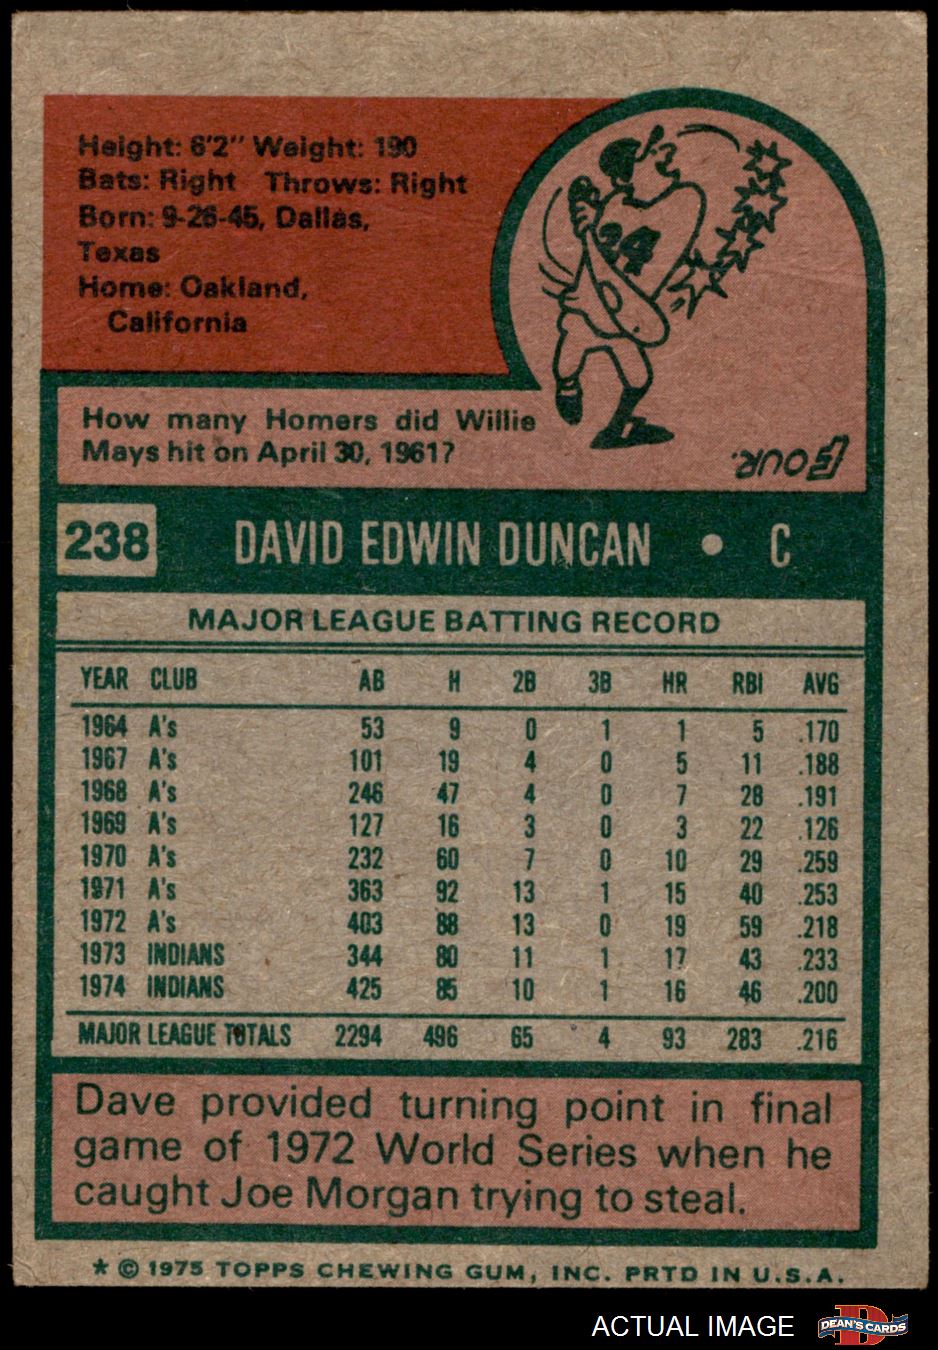 Height: 6'2" Weight: 190
Bats: Right Throws: Right
Born: 9-26-45, Dallas,
Texas
Home: Oakland,
California
24
How many Homers did Willie
Mays hit on April 30, 1961?
FOUR.
238 DAVID EDWIN DUNCAN • C
MAJOR LEAGUE BATTING RECORD
YEAR CLUB AB H 2B 3B HR RBI AVG
1964 A's 53 9 0 1 1 5 .170
1967 A's 101 19 4 0 5 11 .188
1968 A's 246 47 4 0 7 28 .191
1969 A's 127 16 3 0 3 22 .126
1970 A's 232 60 7 0 10 29 .259
1971 A's 363 92 13 1 15 40 .253
1972 A's 403 88 13 0 19 59 .218
1973 INDIANS 344 80 11 1 17 43 .233
1974 INDIANS 425 85 10 1 16 46 .200
MAJOR LEAGUE TOTALS 2294 496 65 4 93 283 .216
Dave provided turning point in final
game of 1972 World Series when he
caught Joe Morgan trying to steal.
* © 1975 TOPPS CHEWING GUM, INC. PRTD IN U.S.A.
ACTUAL IMAGE
D
DEAN'S CARDS